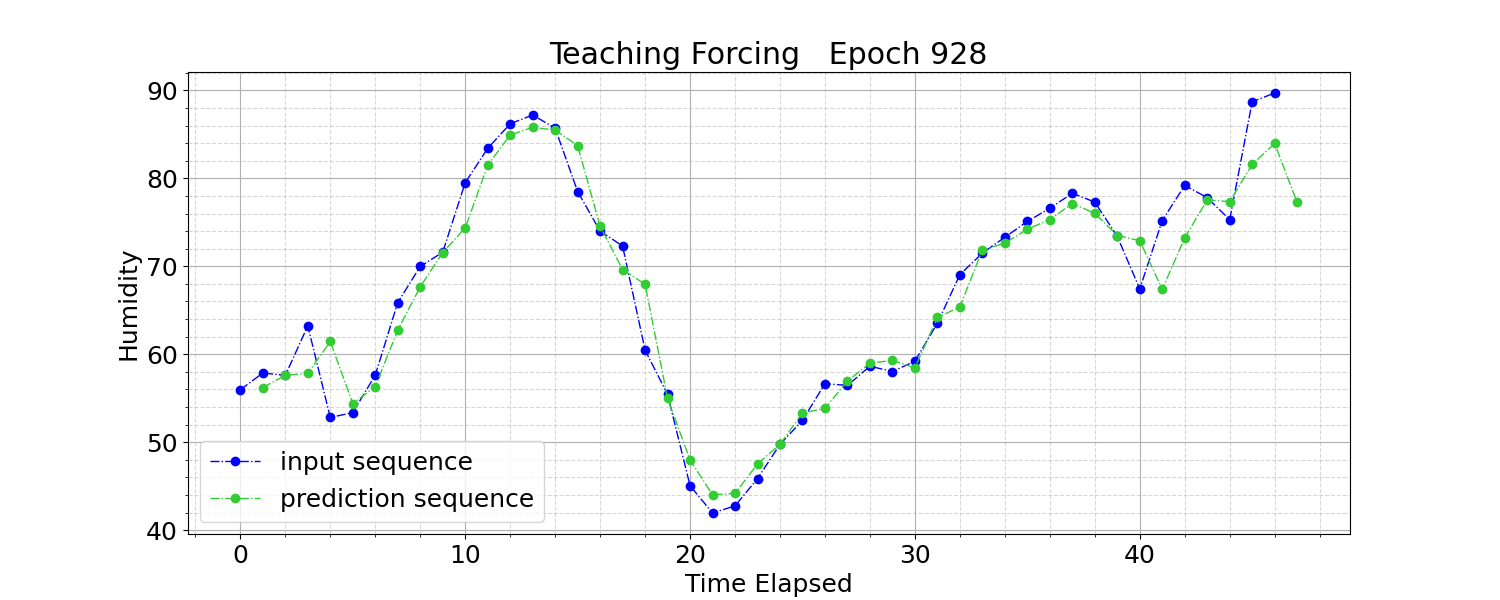 Teaching Forcing   Epoch 928
Humidity
90
80
70
60
50
40
input sequence
prediction sequence
0 10 20 30 40
Time Elapsed